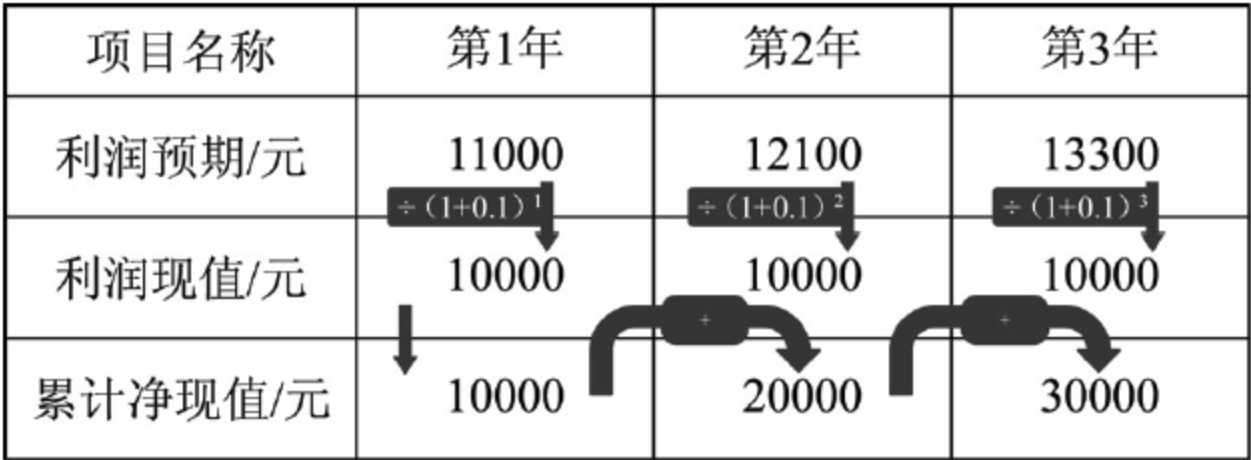 项目名称 第1年 第2年 第3年
利润预期/元 11000 12100 13300
÷（1+0.1）¹ ÷（1+0.1）² ÷（1+0.1）³
利润现值/元 10000 10000 10000
+ +
累计净现值/元 10000 20000 30000